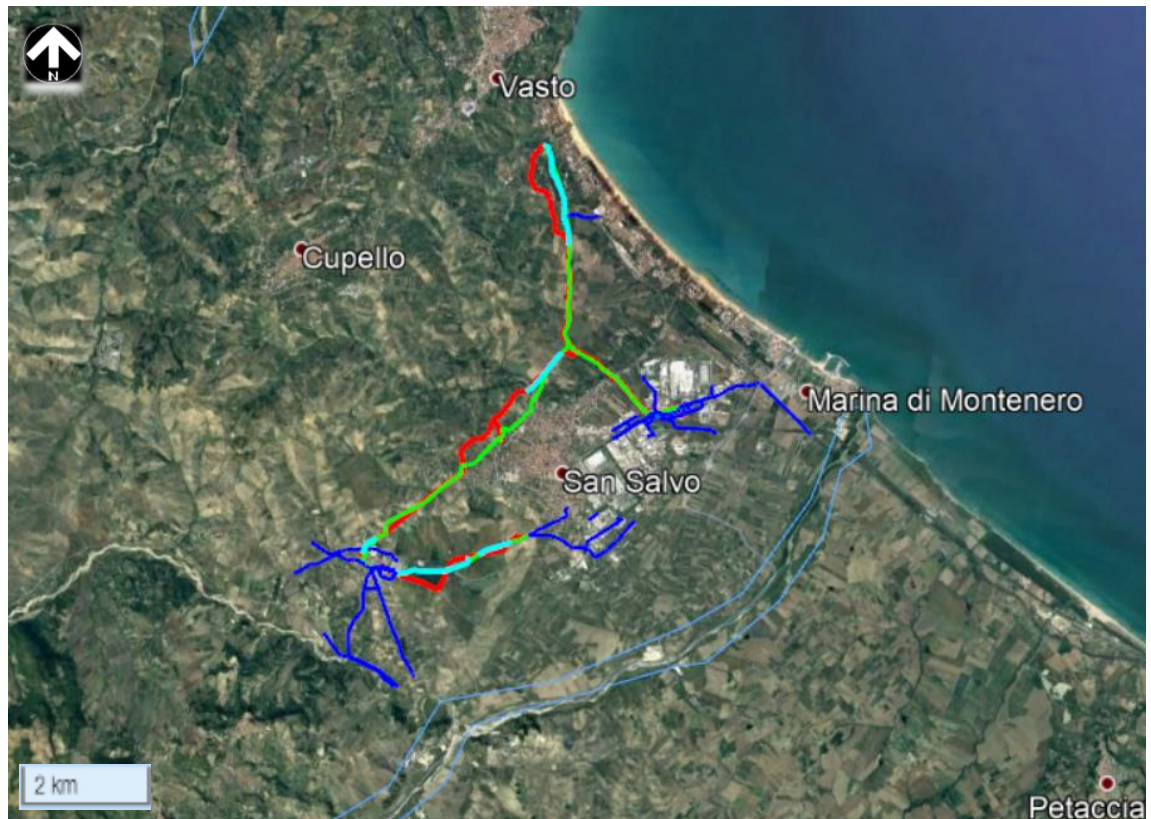 N
Vasto
Cupello
Marina di Montenero
San Salvo
2 km
Petaccia